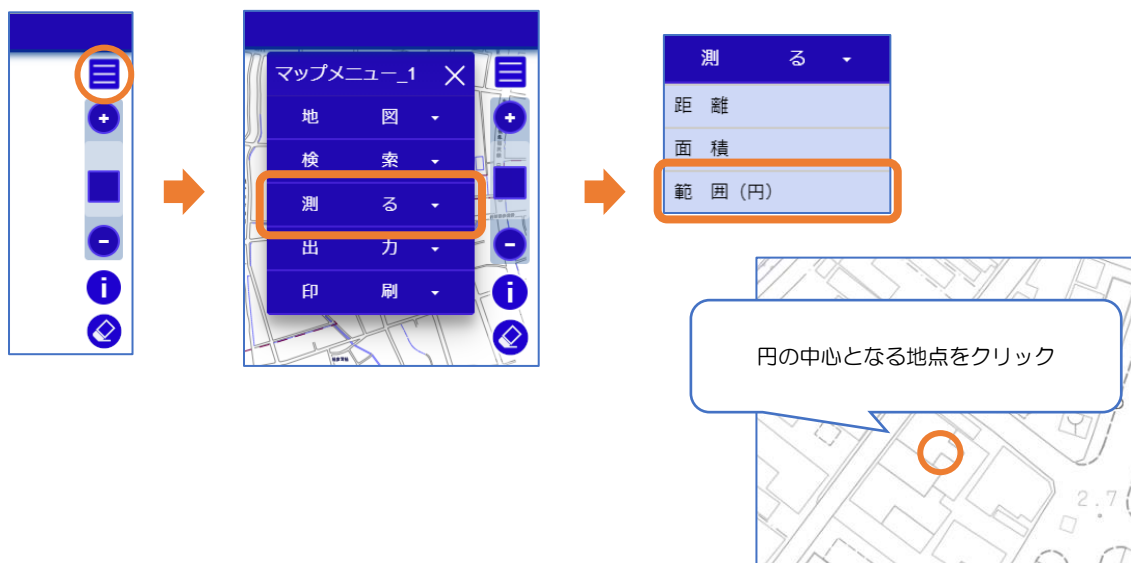 マップメニュー_1
地 図
検 索
測 る
出 力
印 刷
測 る
距 離
面 積
範 囲(円)
円の中心となる地点をクリック
2.7